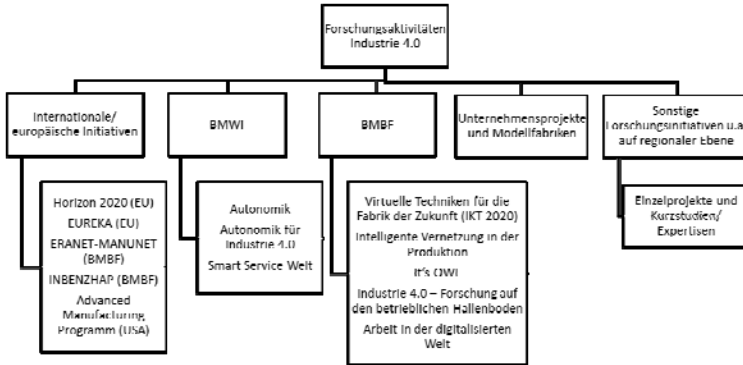 Forschungsaktivitäten
Industrie 4.0
Internationale/
europäische Initiativen
BMWI
BMBF
Unternehmensprojekte
und Modellfabriken
Sonstige
Forschungsinitiativen u.a.
auf regionaler Ebene
Horizon 2020 (EU)
EUREKA (EU)
ERANET-MANUNET
(BMBF)
INBENZHAP (BMBF)
Advanced
Manufacturing
Programm (USA)
Autonomik
Autonomik für
Industrie 4.0
Smart Service Welt
Virtuelle Techniken für die
Fabrik der Zukunft (IKT 2020)
Intelligente Vernetzung in der
Produktion
It's OWL
Industrie 4.0 – Forschung auf
den betrieblichen Hallenboden
Arbeit in der digitalisierten
Welt
Einzelprojekte und
Kurzstudien/
Expertisen